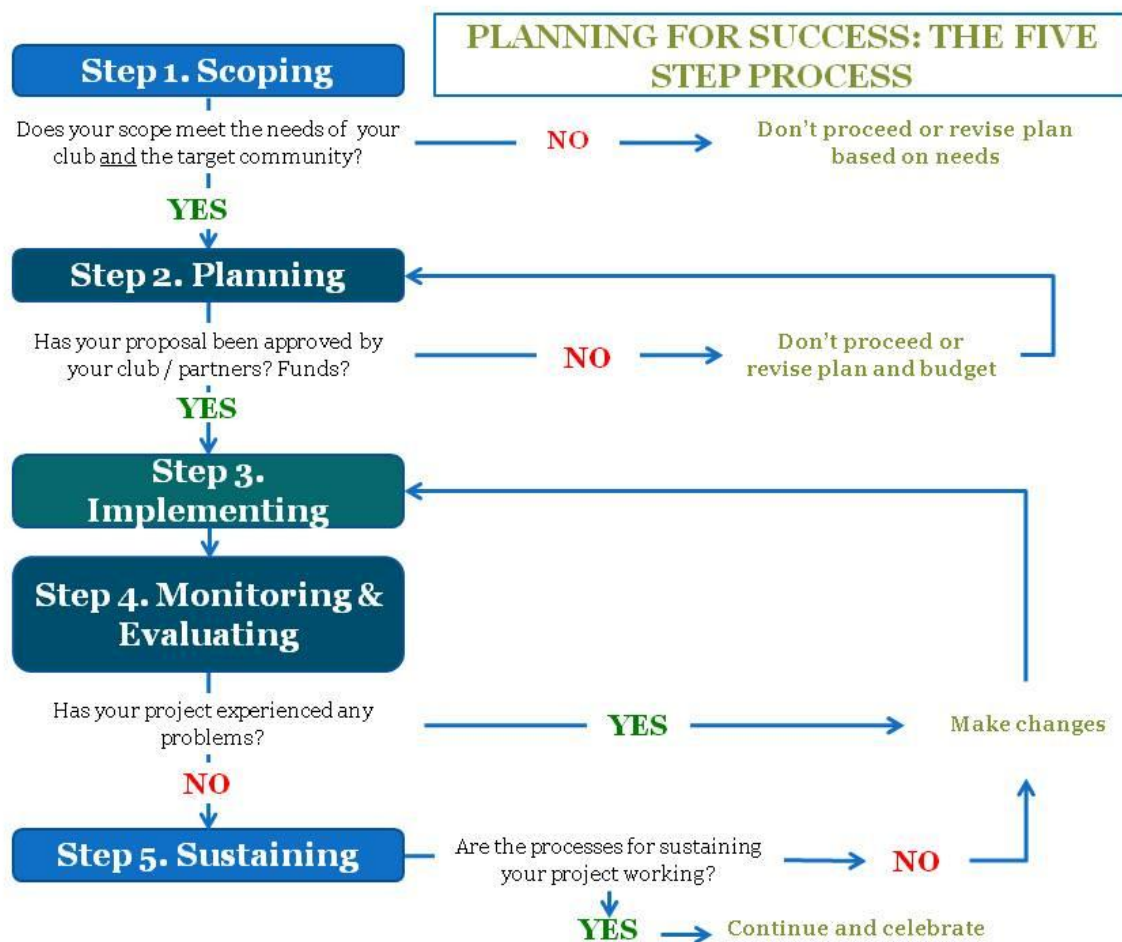 PLANNING FOR SUCCESS: THE FIVE
STEP PROCESS
Step 1. Scoping
Does your scope meet the needs of your
club and the target community?
NO
Don't proceed or revise plan
based on needs
YES
Step 2. Planning
Has your proposal been approved by
your club / partners? Funds?
NO
Don't proceed or
revise plan and budget
YES
Step 3.
Implementing
Step 4. Monitoring &
Evaluating
Has your project experienced any
problems?
YES
Make changes
NO
Step 5. Sustaining
Are the processes for sustaining
your project working?
NO
YES
Continue and celebrate